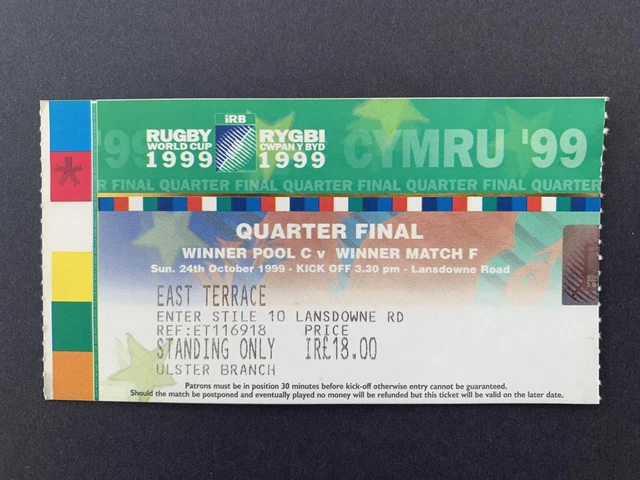 iRB
RUGBY WORLD CUP 1999
RYGBI CWPAN Y BYD 1999
'99 CYMRU '99
R FINAL QUARTER FINAL QUARTER FINAL QUARTER FINAL QUARTER FINAL
QUARTER FINAL
WINNER POOL C v WINNER MATCH F
Sun. 24th October 1999 - KICK OFF 3.30 pm - Lansdowne Road
EAST TERRACE
ENTER STILE 10 LANSDOWNE RD
REF:ET116918 PRICE
STANDING ONLY IR£18.00
ULSTER BRANCH
Patrons must be in position 30 minutes before kick-off otherwise entry cannot be guaranteed.
Should the match be postponed and eventually played no money will be refunded but this ticket will be valid on the later date.